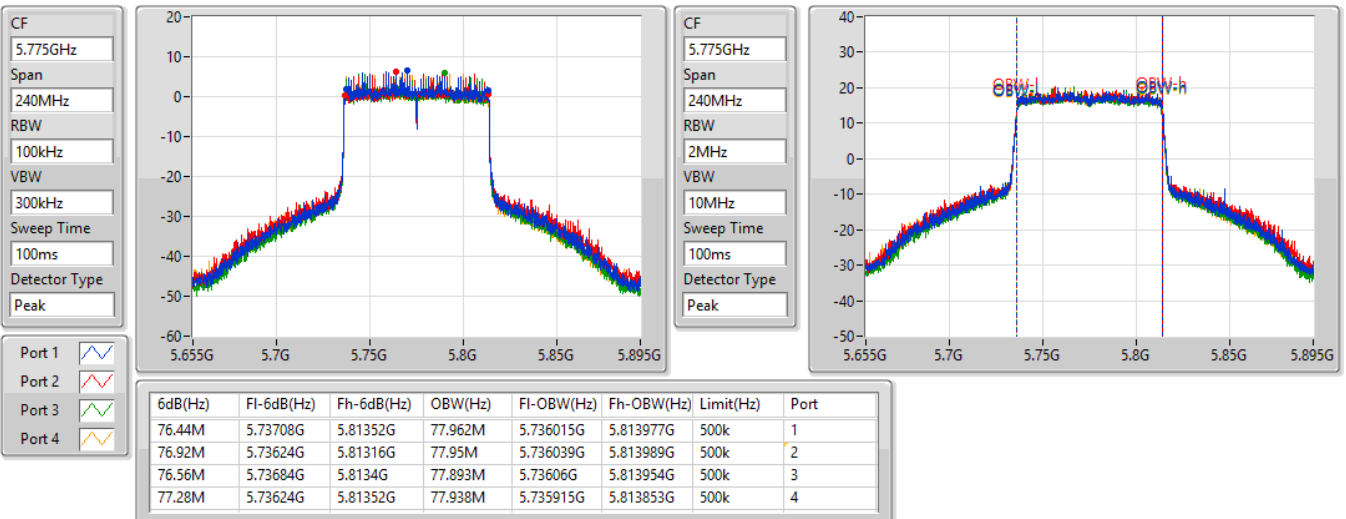 CF
5.775GHz
Span
240MHz
RBW
100kHz
VBW
300kHz
Sweep Time
100ms
Detector Type
Peak
20
10
0
-10
-20
-30
-40
-50
-60
5.655G 5.7G 5.75G 5.8G 5.85G 5.895G
CF
5.775GHz
Span
240MHz
RBW
2MHz
VBW
10MHz
Sweep Time
100ms
Detector Type
Peak
40
30
20
10
0
-10
-20
-30
-40
-50
OBW-l OBW-h
5.655G 5.7G 5.75G 5.8G 5.85G 5.895G
Port 1
Port 2
Port 3
Port 4
6dB(Hz) Fl-6dB(Hz) Fh-6dB(Hz) OBW(Hz) Fl-OBW(Hz) Fh-OBW(Hz) Limit(Hz) Port
76.44M 5.73708G 5.81352G 77.962M 5.736015G 5.813977G 500k 1
76.92M 5.73624G 5.81316G 77.95M 5.736039G 5.813989G 500k 2
76.56M 5.73684G 5.8134G 77.893M 5.73606G 5.813954G 500k 3
77.28M 5.73624G 5.81352G 77.938M 5.735915G 5.813853G 500k 4